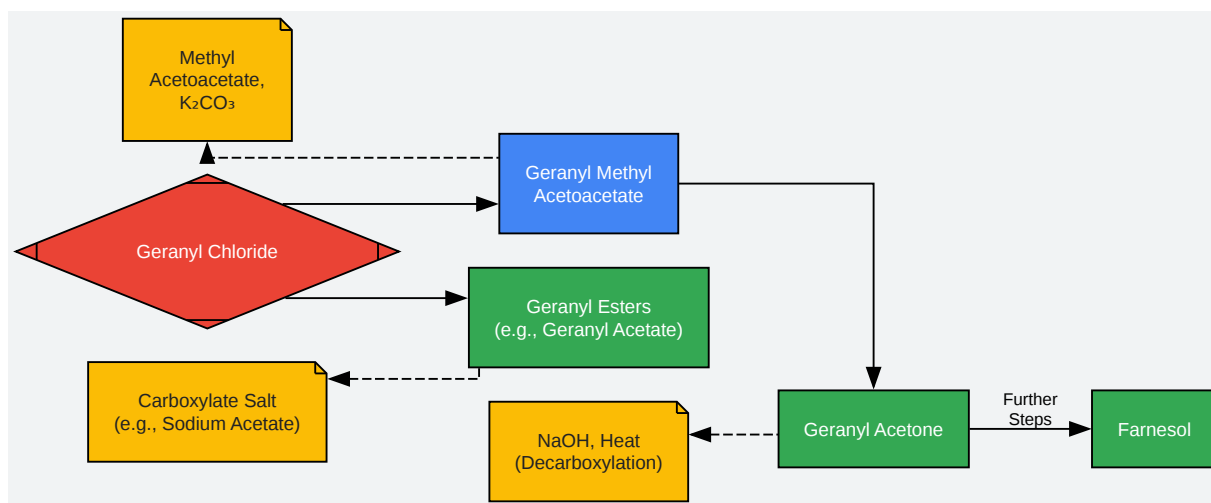 Methyl
Acetoacetate,
K₂CO₃
Geranyl Methyl
Acetoacetate
Geranyl Chloride
Geranyl Esters
(e.g., Geranyl Acetate)
Carboxylate Salt
(e.g., Sodium Acetate)
NaOH, Heat
(Decarboxylation)
Geranyl Acetone
Further
Steps
Farnesol